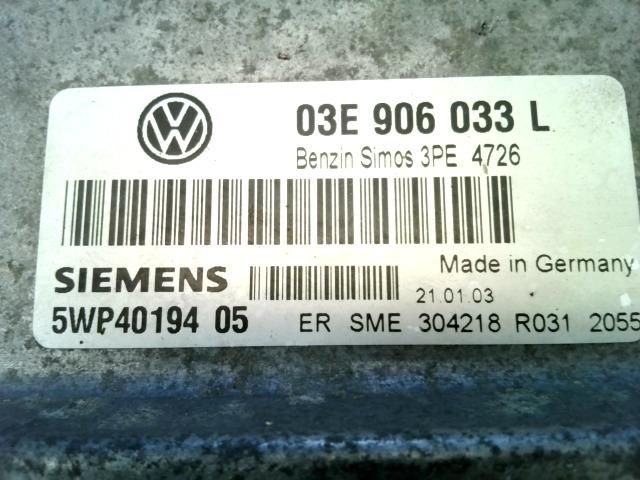 03E 906 033 L
Benzin Simos 3PE 4726
Made in Germany
SIEMENS
21.01.03
5WP40194 05
ER SME 304218 R031 2055